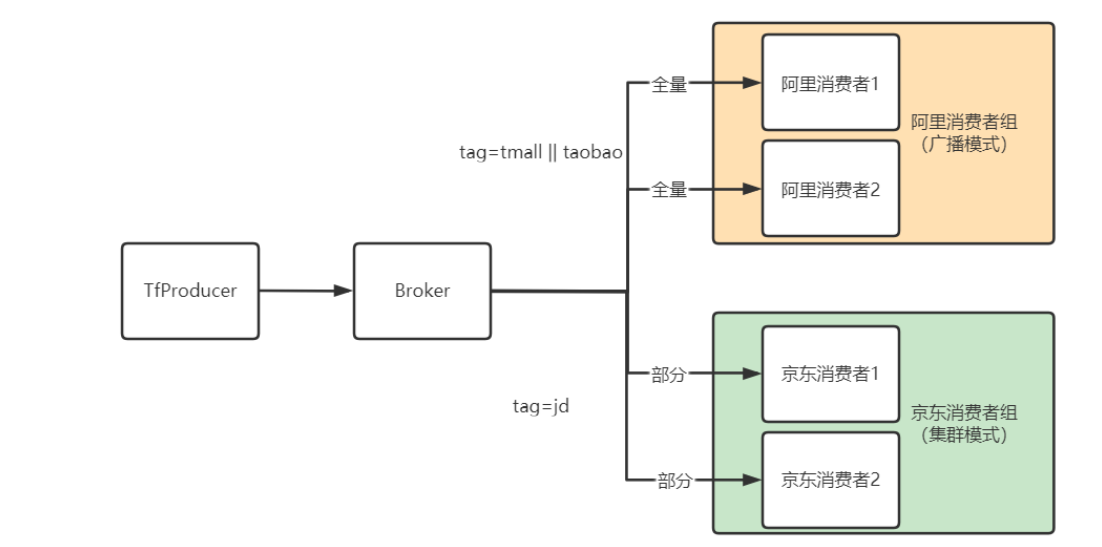 全量
阿里消费者1
阿里消费者组
（广播模式）
tag=tmall || taobao
全量
阿里消费者2
TfProducer
Broker
部分
京东消费者1
tag=jd
京东消费者组
（集群模式）
部分
京东消费者2